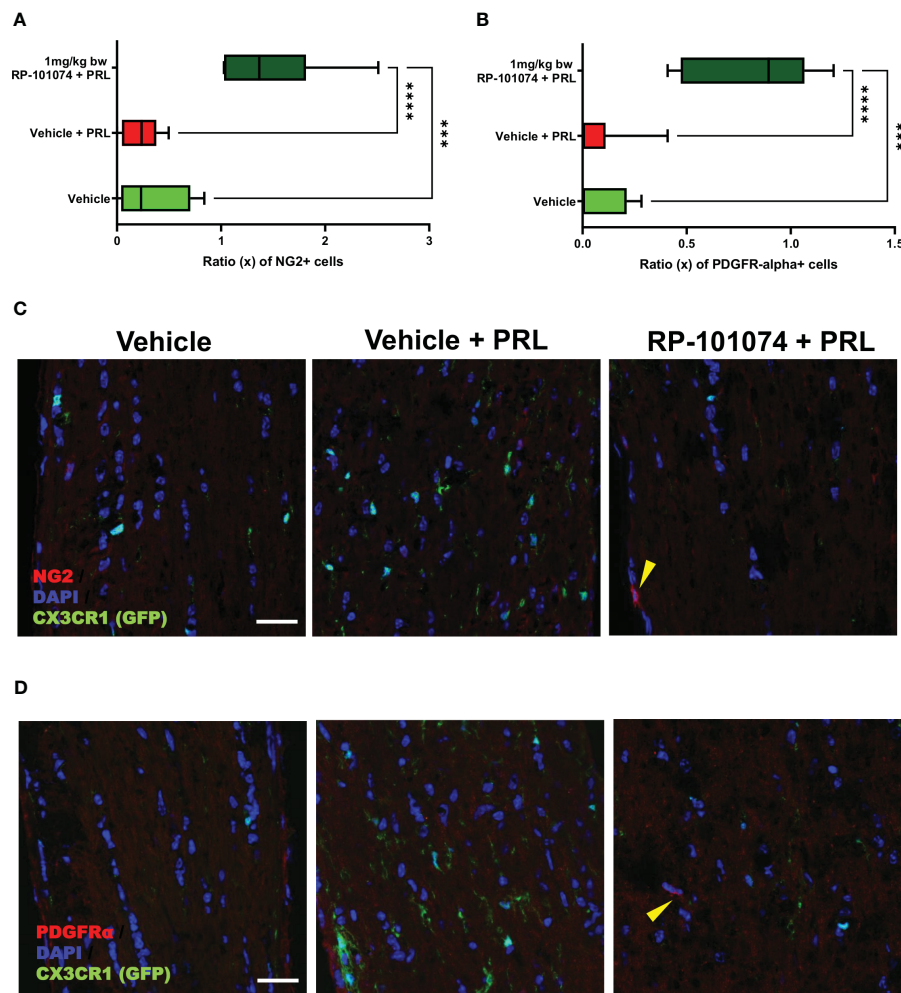 A
1mg/kg bw
RP-101074 + PRL
Vehicle + PRL
Vehicle
****
***
0 1 2 3
Ratio (x) of NG2+ cells
B
1mg/kg bw
RP-101074 + PRL
Vehicle + PRL
Vehicle
****
***
0.0 0.5 1.0 1.5
Ratio (x) of PDGFR-alpha+ cells
C
Vehicle Vehicle + PRL RP-101074 + PRL
NG2 /
DAPI /
CX3CR1 (GFP)
D
PDGFRα /
DAPI /
CX3CR1 (GFP)